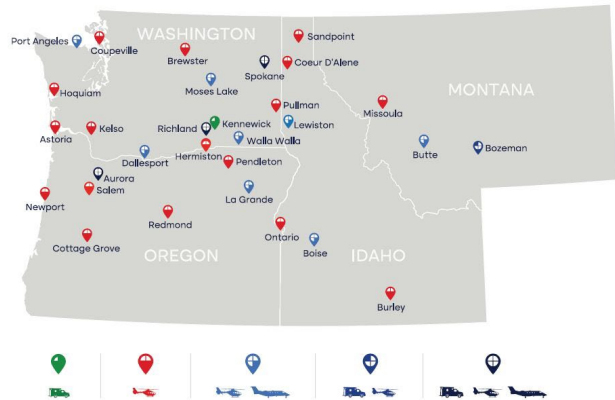 WASHINGTON
Sandpoint
Port Angeles
Coupeville
Brewster
Spokane
Coeur D'Alene
Moses Lake
MONTANA
Hoquiam
Pullman
Missoula
Astoria
Kelso
Richland
Kennewick
Lewiston
Walla Walla
Butte
Bozeman
Hermiston
Dallesport
Pendleton
Aurora
Salem
La Grande
Newport
Redmond
Ontario
Cottage Grove
Boise
OREGON
IDAHO
Burley